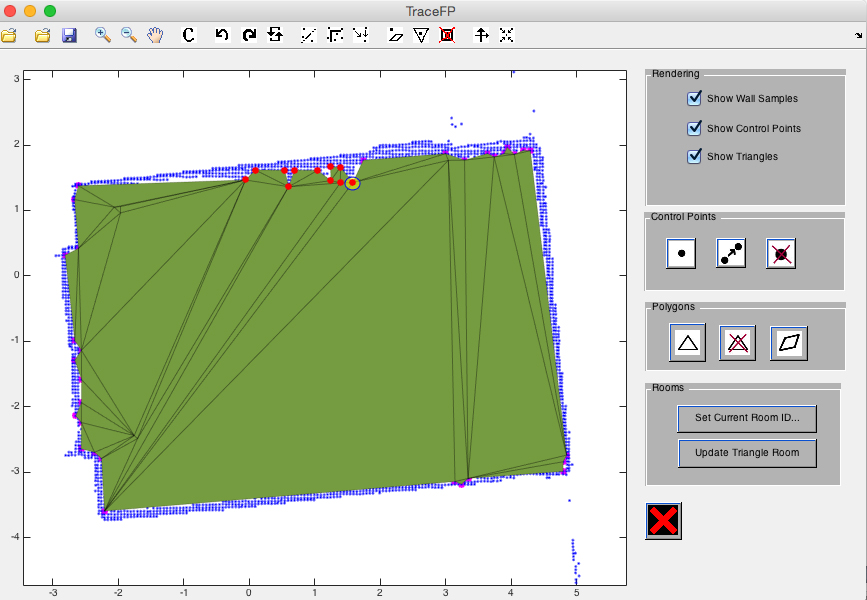 TraceFP
C
Rendering
Show Wall Samples
Show Control Points
Show Triangles
Control Points
Polygons
Rooms
Set Current Room ID...
Update Triangle Room
3
2
1
0
-1
-2
-3
-4
-3 -2 -1 0 1 2 3 4 5